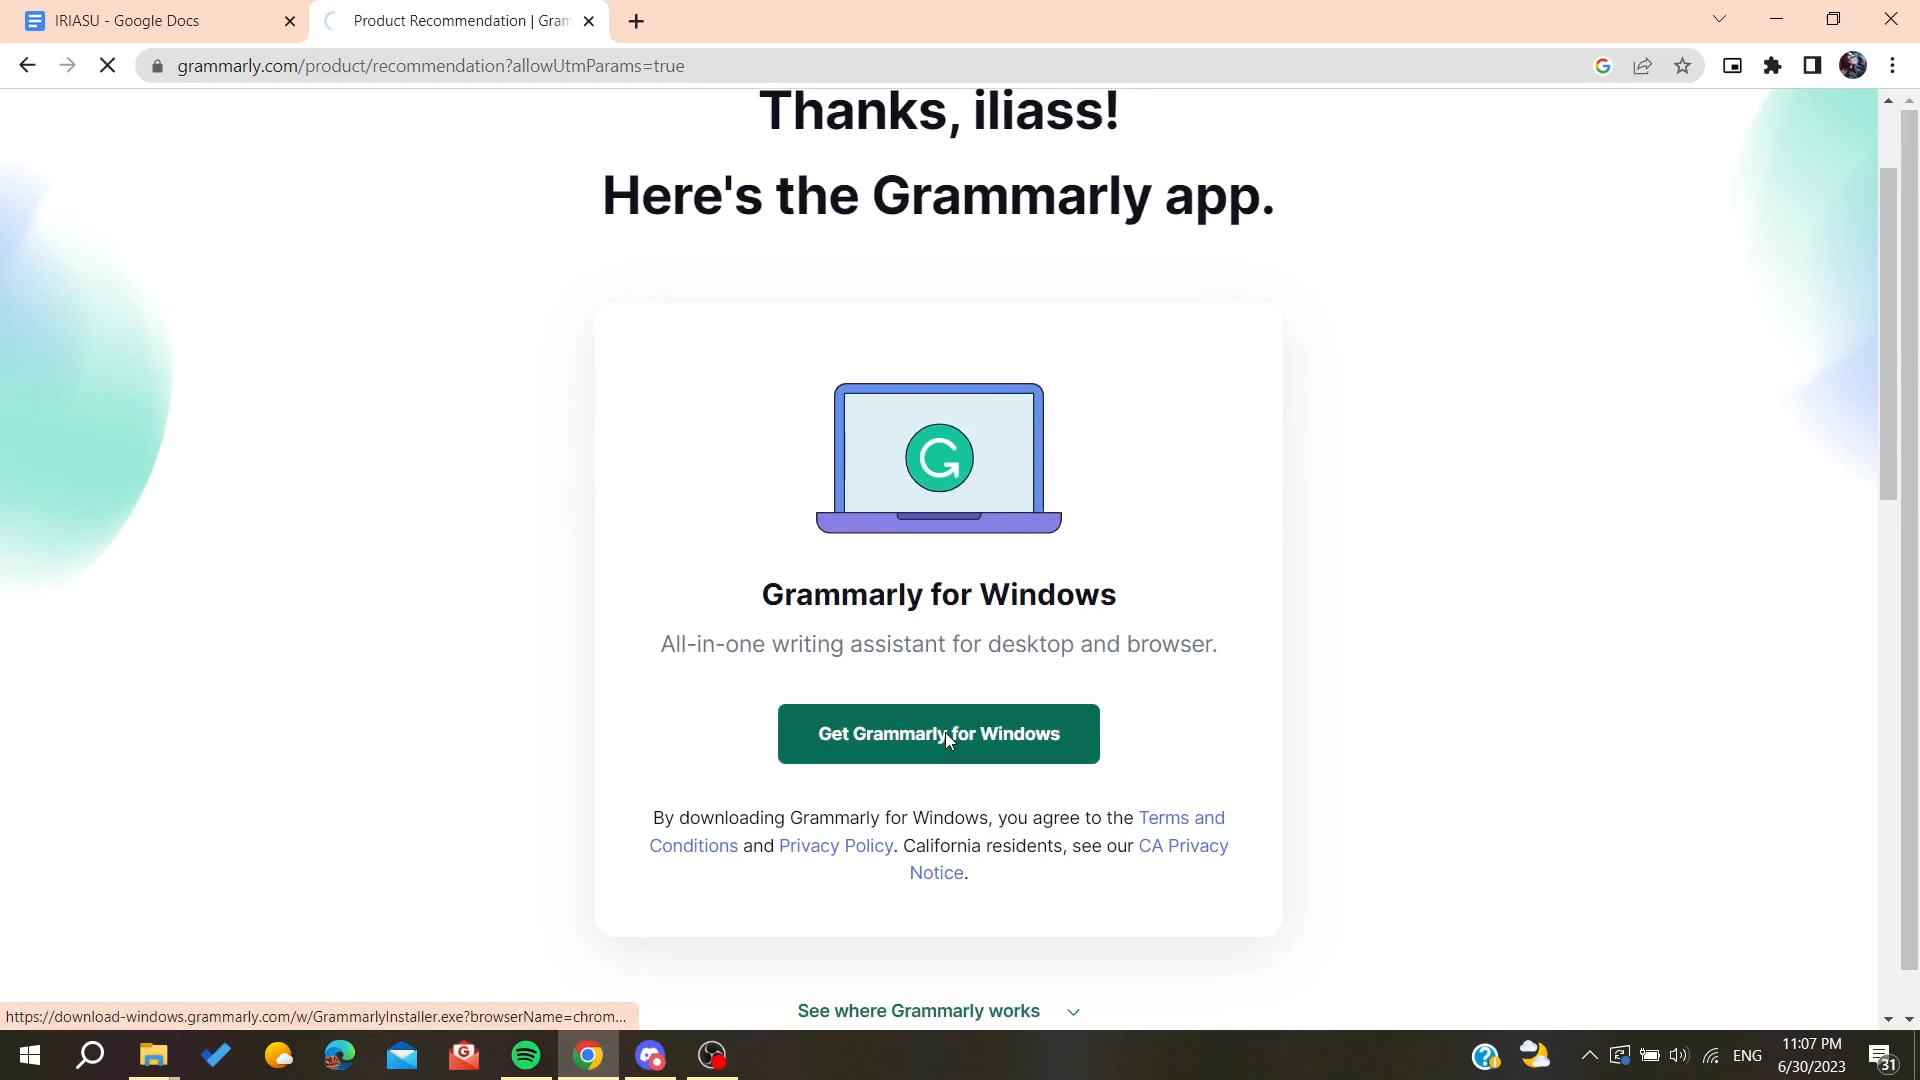 IRIASU - Google Docs
Product Recommendation | Gram
grammarly.com/product/recommendation?allowUtmParams=true
Thanks, iliass!
Here's the Grammarly app.
Grammarly for Windows
All-in-one writing assistant for desktop and browser.
Get Grammarly for Windows
By downloading Grammarly for Windows, you agree to the Terms and
Conditions and Privacy Policy. California residents, see our CA Privacy
Notice.
See where Grammarly works
https://download-windows.grammarly.com/w/GrammarlyInstaller.exe?browserName=chrom...
ENG
11:07 PM
6/30/2023
31